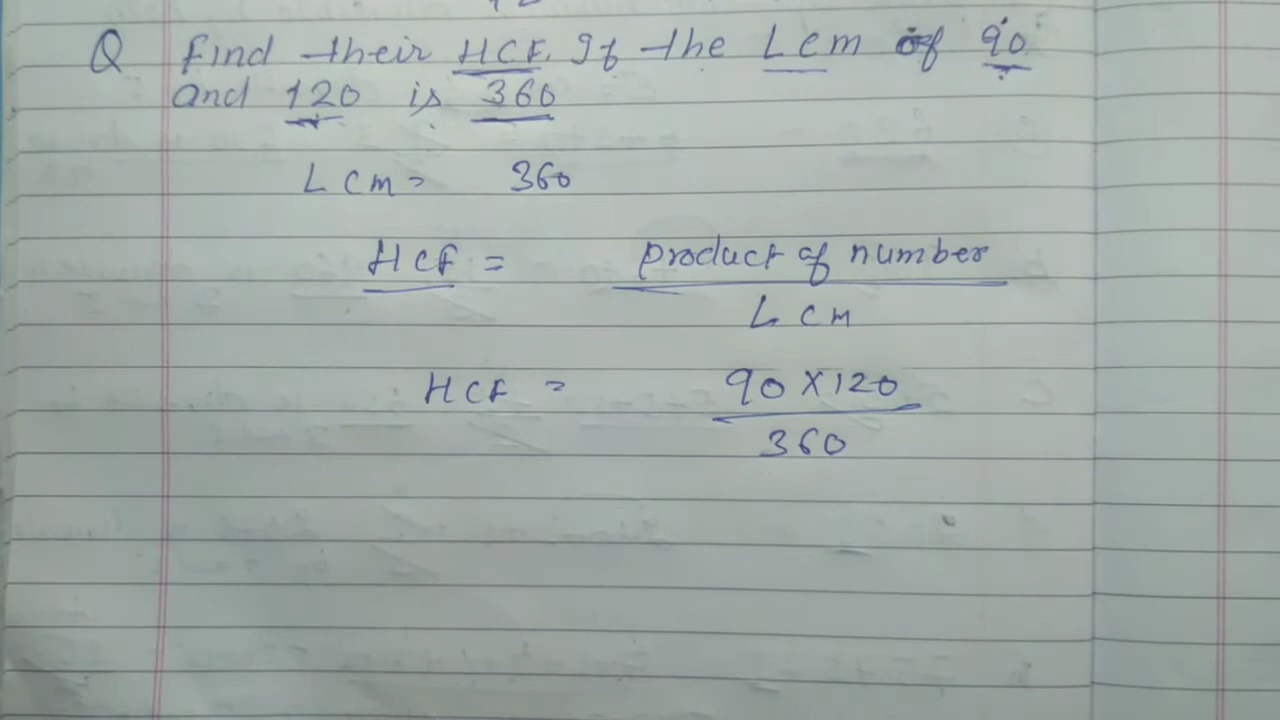 Q Find their HCF. If the LCM of 90
and 120 is 360
LCM = 360
HCF = product of number
LCM
HCF = 90 X 120
360